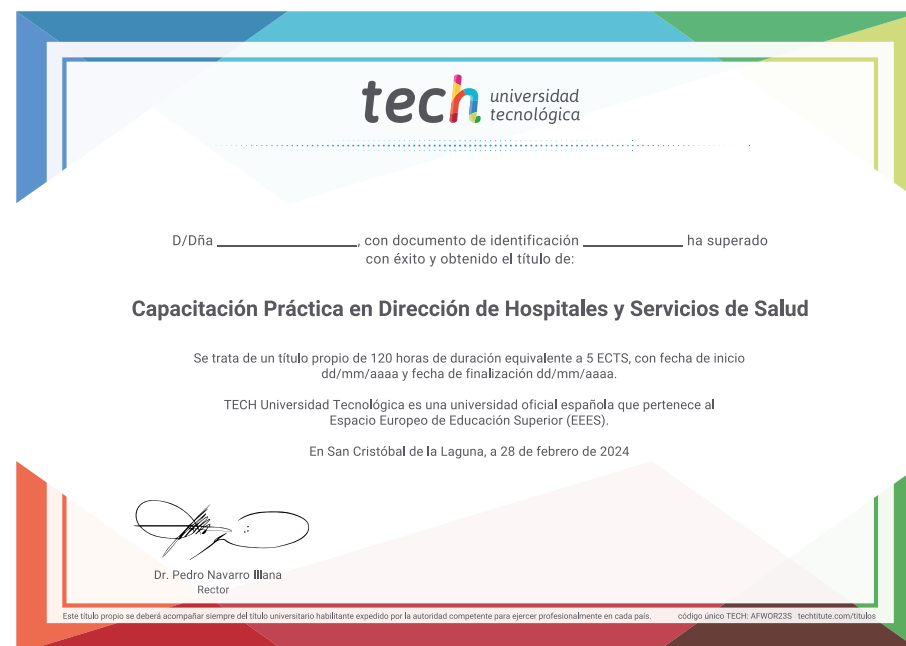 tech universidad
tecnológica
D/Dña ____________________, con documento de identificación ______________ ha superado
con éxito y obtenido el título de:
Capacitación Práctica en Dirección de Hospitales y Servicios de Salud
Se trata de un título propio de 120 horas de duración equivalente a 5 ECTS, con fecha de inicio
dd/mm/aaaa y fecha de finalización dd/mm/aaaa.
TECH Universidad Tecnológica es una universidad oficial española que pertenece al
Espacio Europeo de Educación Superior (EEES).
En San Cristóbal de la Laguna, a 28 de febrero de 2024
Dr. Pedro Navarro Illana
Rector
Este título propio se deberá acompañar siempre del título universitario habilitante expedido por la autoridad competente para ejercer profesionalmente en cada país. código único TECH: AFWOR23S techtitute.com/titulos